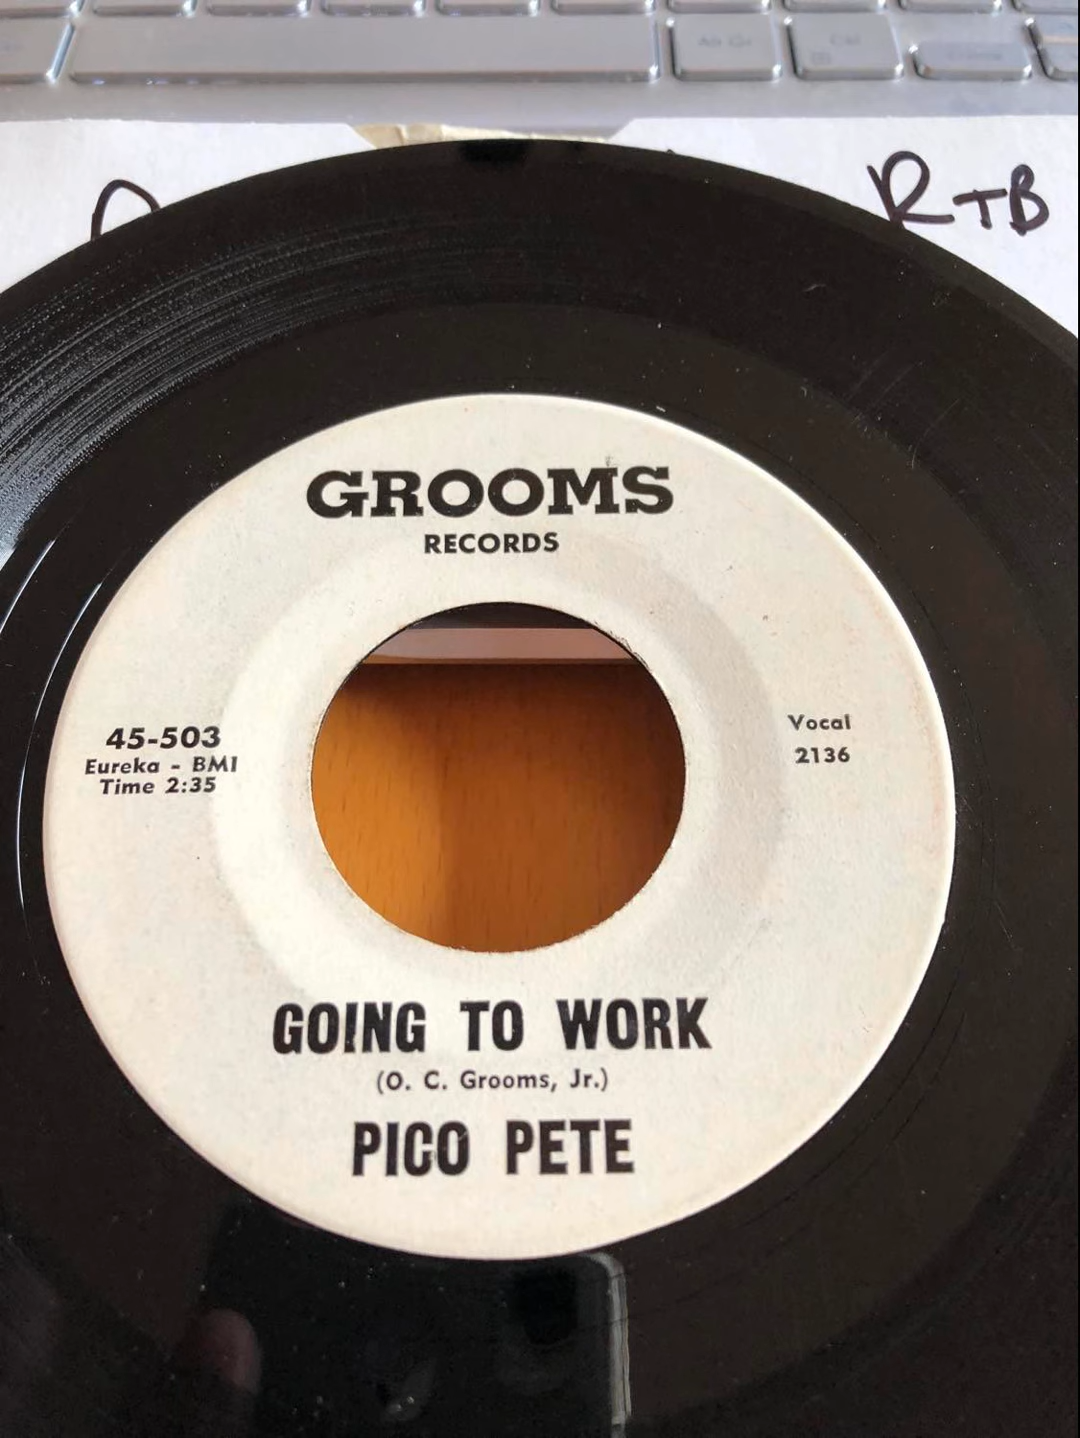 RTB
GROOMS
RECORDS
45-503
Eureka - BMI
Time 2:35
Vocal
2136
GOING TO WORK
(O. C. Grooms, Jr.)
PICO PETE